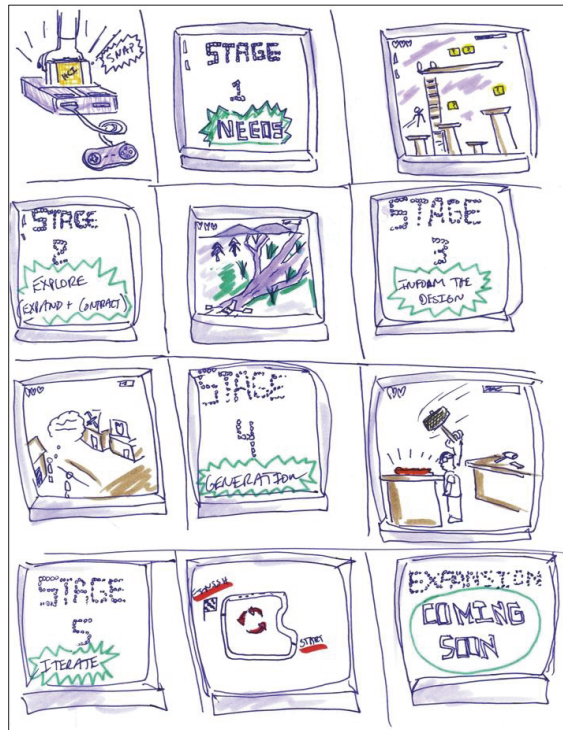 SNAP
STAGE
1
NEEDS
STAGE
2
EXPLORE
(EXPAND + CONTRACT)
STAGE
3
INFORM THE
DESIGN
STAGE
4
GENERATION
STAGE
5
ITERATE
FINISH
START
EXPANSION
COMING
SOON